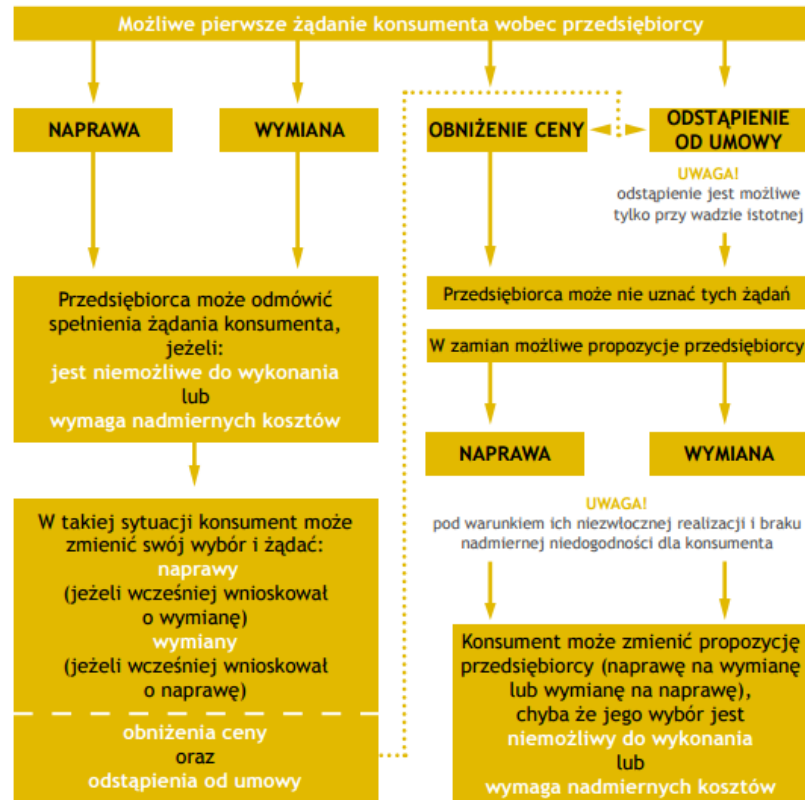 Możliwe pierwsze żądanie konsumenta wobec przedsiębiorcy
NAPRAWA
WYMIANA
OBNIŻENIE CENY
ODSTĄPIENIE
OD UMOWY
UWAGA!
odstąpienie jest możliwe
tylko przy wadzie istotnej
Przedsiębiorca może odmówić
spełnienia żądania konsumenta,
jeżeli:
jest niemożliwe do wykonania
lub
wymaga nadmiernych kosztów
W takiej sytuacji konsument może
zmienić swój wybór i żądać:
naprawy
(jeżeli wcześniej wnioskował
o wymianę)
wymiany
(jeżeli wcześniej wnioskował
o naprawę)
obniżenia ceny
oraz
odstąpienia od umowy
Przedsiębiorca może nie uznać tych żądań
W zamian możliwe propozycje przedsiębiorcy
NAPRAWA
WYMIANA
UWAGA!
pod warunkiem ich niezwłocznej realizacji i braku
nadmiernej niedogodności dla konsumenta
Konsument może zmienić propozycję
przedsiębiorcy (naprawę na wymianę
lub wymianę na naprawę),
chyba że jego wybór jest
niemożliwy do wykonania
lub
wymaga nadmiernych kosztów